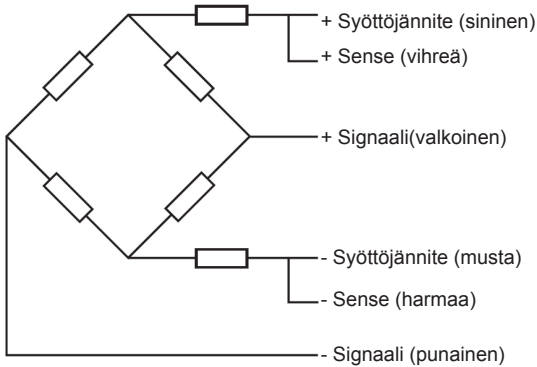 + Syöttöjännite (sininen)
+ Sense (vihreä)
+ Signaali(valkoinen)
- Syöttöjännite (musta)
- Sense (harmaa)
- Signaali (punainen)